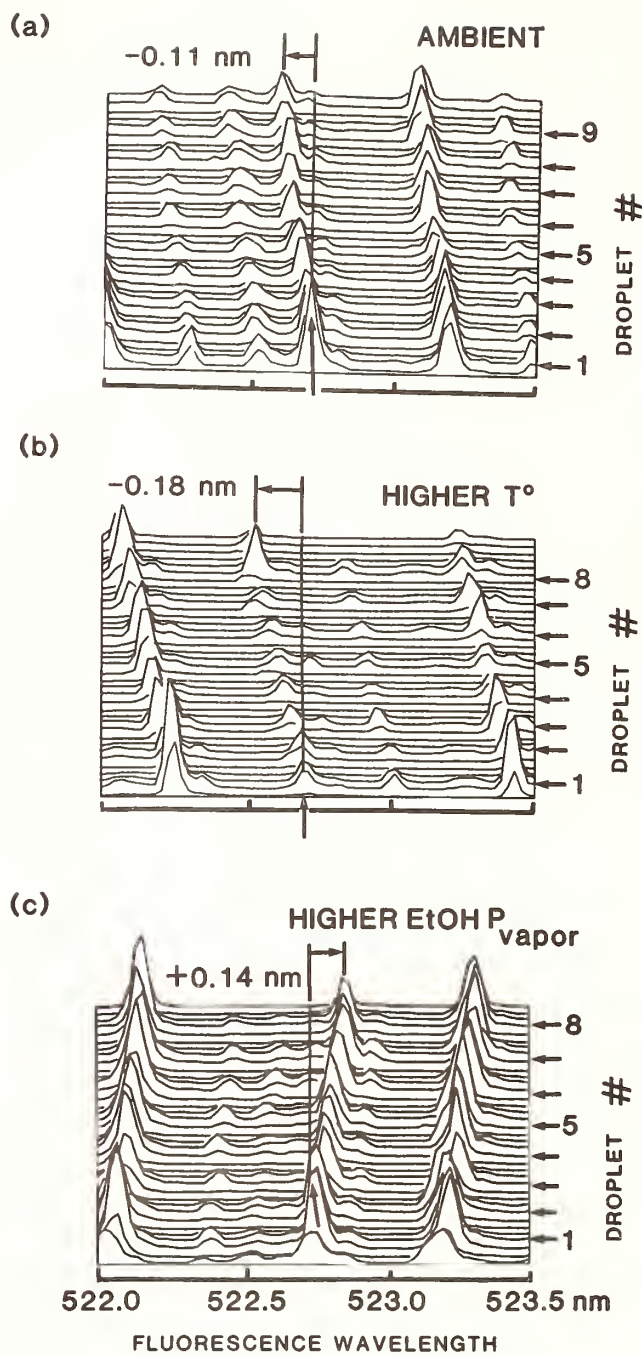 (a)
AMBIENT
-0.11 nm
9
5
1
DROPLET #
(b)
-0.18 nm
HIGHER T°
8
5
1
DROPLET #
(c)
HIGHER EtOH Pvapor
+0.14 nm
8
5
1
DROPLET #
522.0 522.5 523.0 523.5 nm
FLUORESCENCE WAVELENGTH